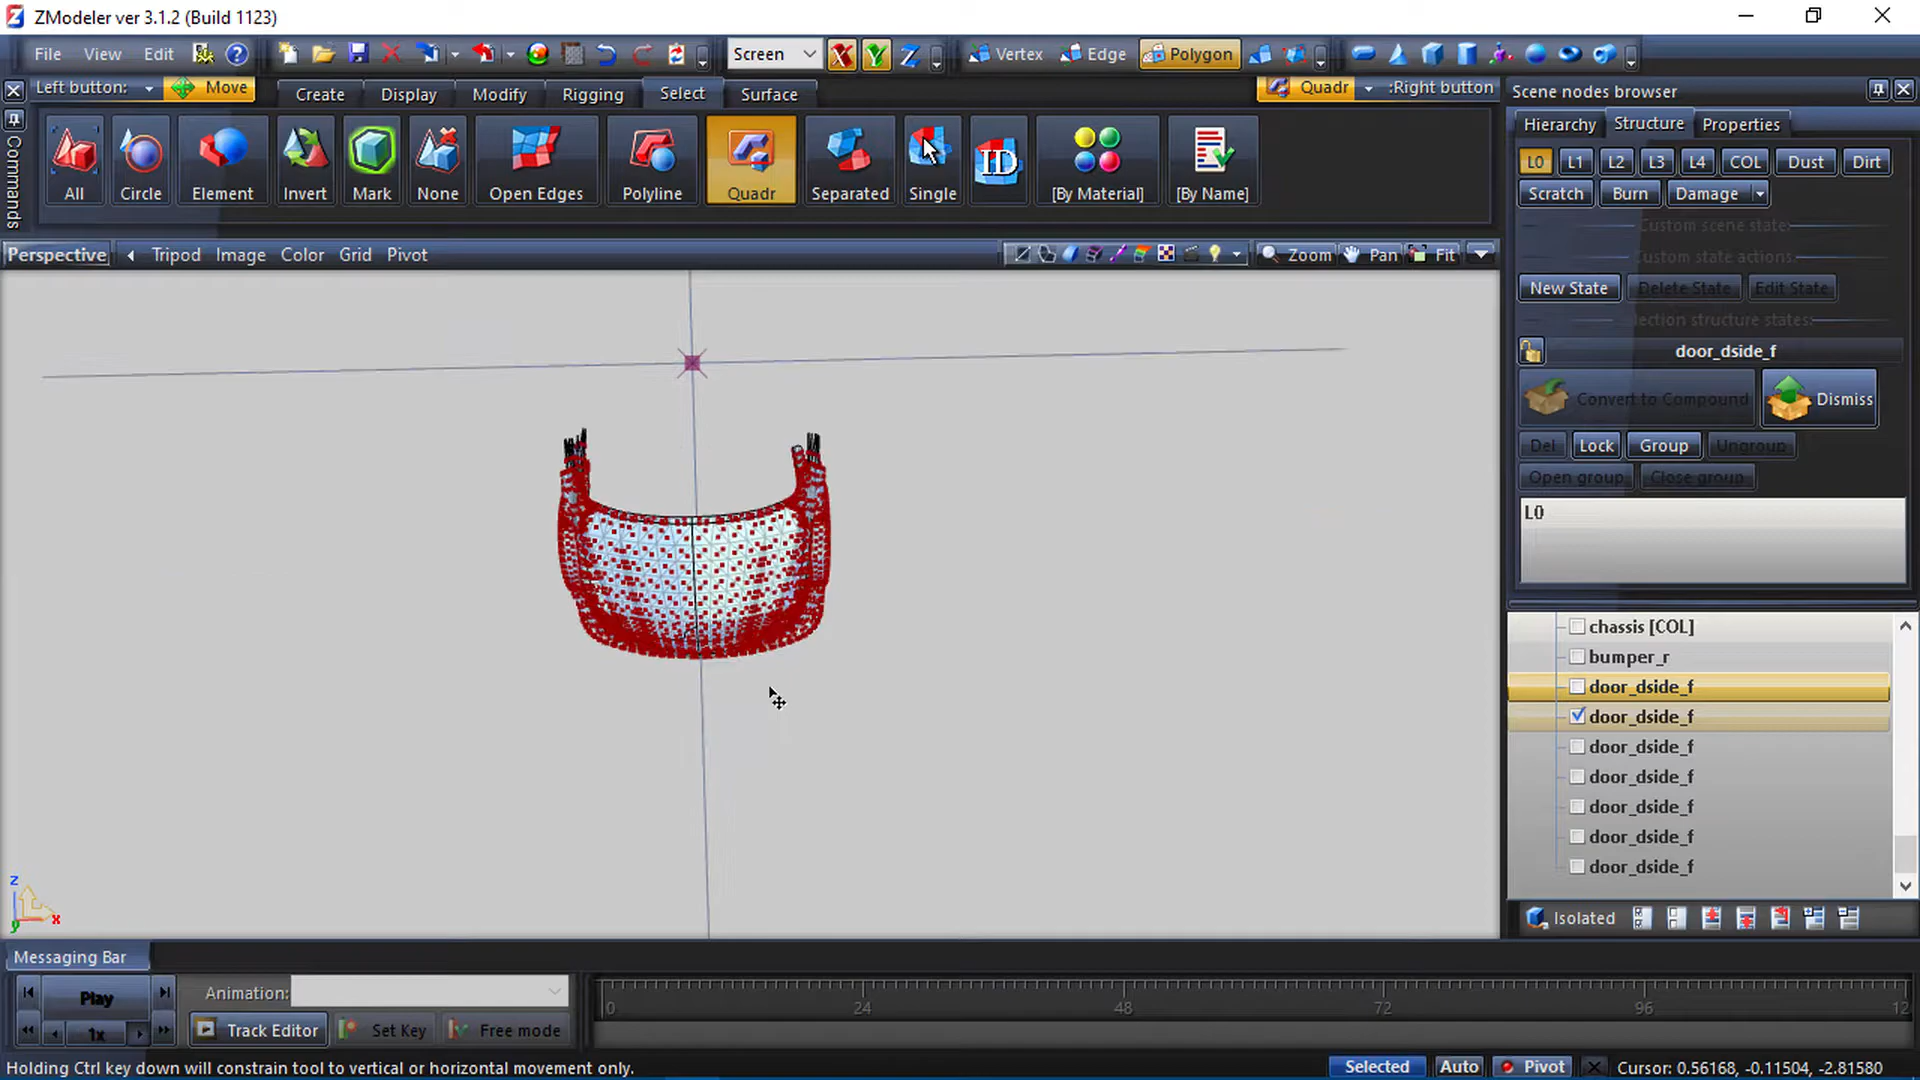 ZModeler ver 3.1.2 (Build 1123)
File View Edit Screen Vertex Edge Polygon
Left button: Move Create Display Modify Rigging Select Surface Quadr :Right button
Commands
All Circle Element Invert Mark None Open Edges Polyline Quadr Separated Single ID [By Material] [By Name]
Perspective Tripod Image Color Grid Pivot Zoom Pan Fit
Scene nodes browser
Hierarchy Structure Properties
L0 L1 L2 L3 L4 COL Dust Dirt
Scratch Burn Damage
Custom scene state:
Custom state actions:
New State Delete State Edit State
lection structure states:
door_dside_f
Convert to Compound Dismiss
Del Lock Group Ungroup
Open group Close group
L0
chassis [COL]
bumper_r
door_dside_f
door_dside_f
door_dside_f
door_dside_f
door_dside_f
door_dside_f
door_dside_f
Isolated
z
x
y
Messaging Bar
Play Animation:
1x Track Editor Set Key Free mode
0 24 48 72 96 12
Holding Ctrl key down will constrain tool to vertical or horizontal movement only. Selected Auto Pivot Cursor: 0.56168, -0.11504, -2.81580